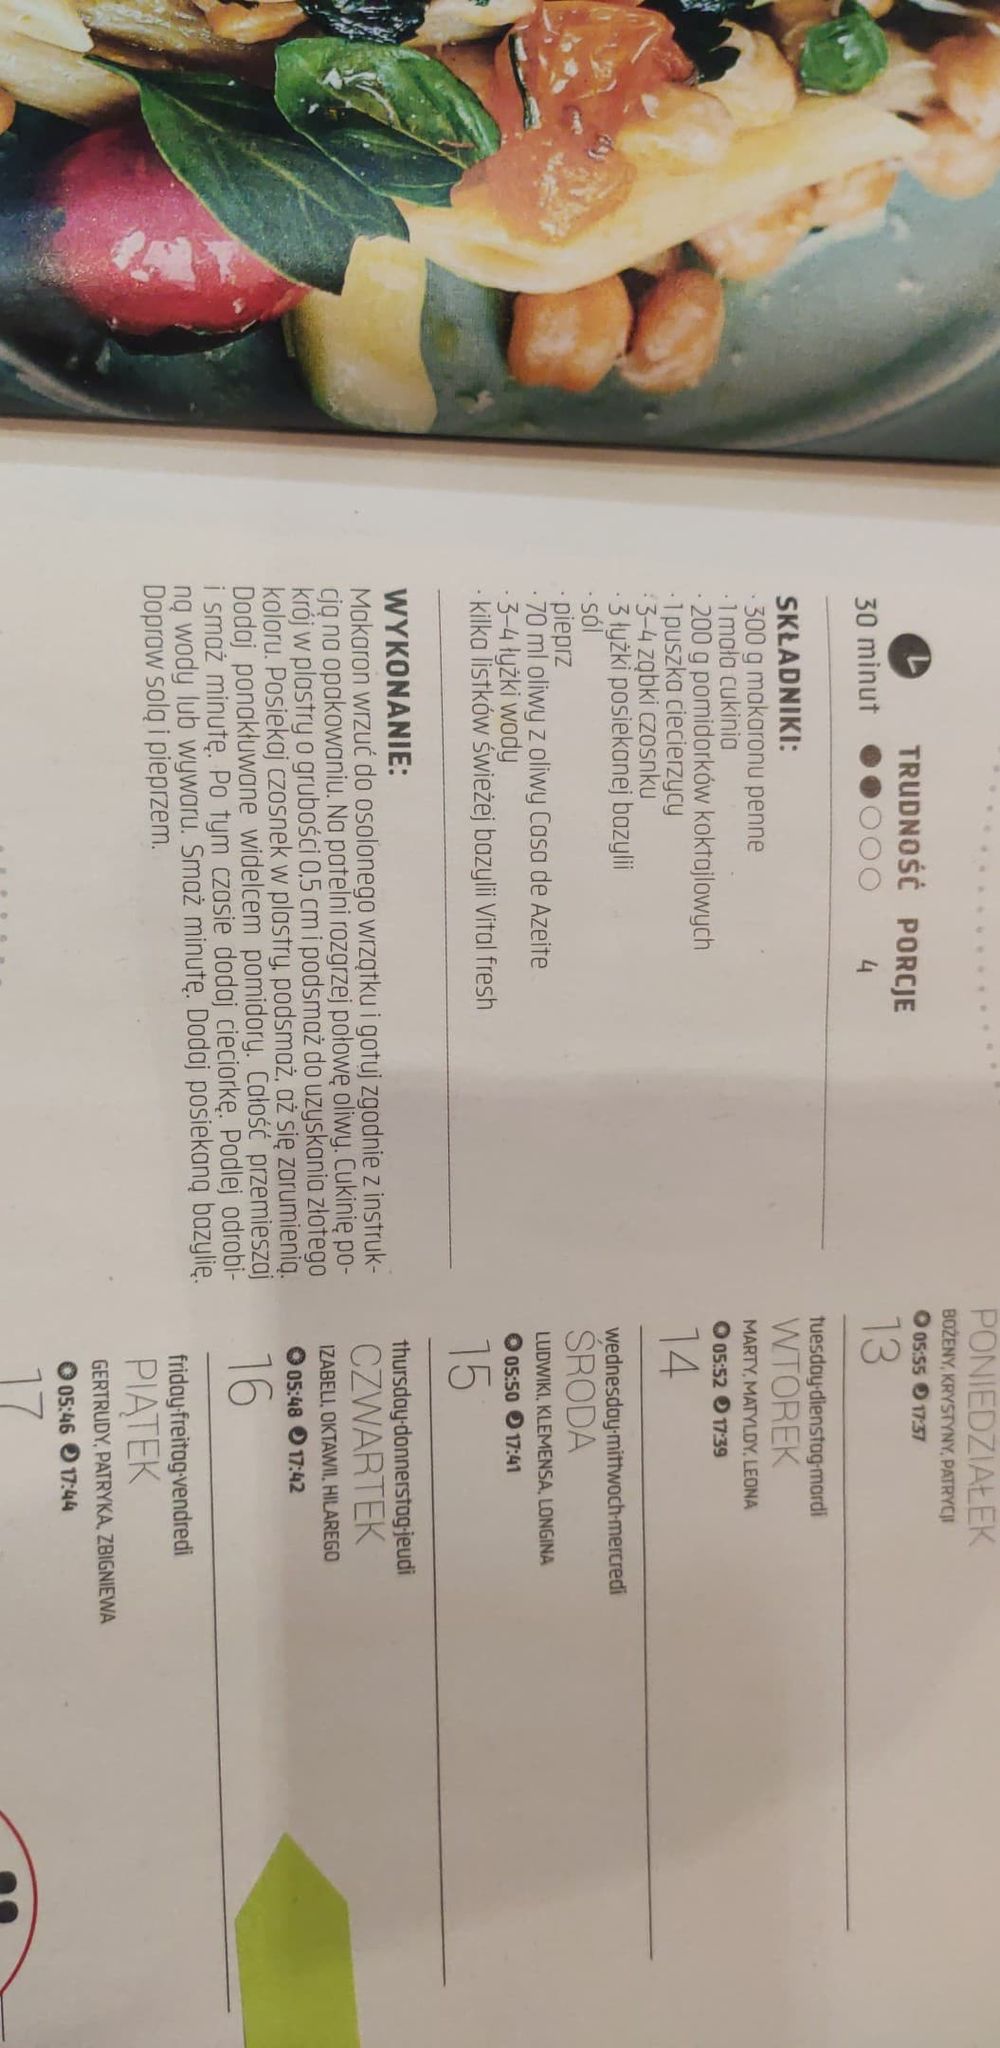 TRUDNOŚĆ PORCJE
30 minut 4
SKŁADNIKI:
· 300 g makaronu penne
· 1 mała cukinia
· 200 g pomidorków koktajlowych
· 1 puszka ciecierzycy
· 3-4 ząbki czosnku
· 3 łyżki posiekanej bazylii
· sól
· pieprz
· 70 ml oliwy z oliwy Casa de Azeite
· 3-4 łyżki wody
· kilka listków świeżej bazylii Vital fresh
WYKONANIE:
Makaron wrzuć do osolonego wrzątku i gotuj zgodnie z instruk-
cją na opakowaniu. Na patelni rozgrzej połowę oliwy. Cukinię po-
krój w plastry o grubości 0,5 cm i podsmaż do uzyskania złotego
koloru. Posiekaj czosnek w plastry, podsmaż, aż się zarumienią.
Dodaj ponakłuwane widelcem pomidory. Całość przemieszaj
i smaż minutę. Po tym czasie dodaj cieciorkę. Podlej odrobi-
ną wody lub wywaru. Smaż minutę. Dodaj posiekaną bazylię.
Dopraw solą i pieprzem.
PONIEDZIAŁEK
BOŻENY, KRYSTYNY, PATRYCJI
05:55 17:37
13
tuesday·dienstag·mardi
WTOREK
MARTY, MATYLDY, LEONA
05:52 17:39
14
wednesday·mittwoch·mercredi
ŚRODA
LUDWIKI, KLEMENSA, LONGINA
05:50 17:41
15
thursday·donnerstag·jeudi
CZWARTEK
IZABELI, OKTAWII, HILAREGO
05:48 17:42
16
friday·freitag·vendredi
PIĄTEK
GERTRUDY, PATRYKA, ZBIGNIEWA
05:46 17:44
17